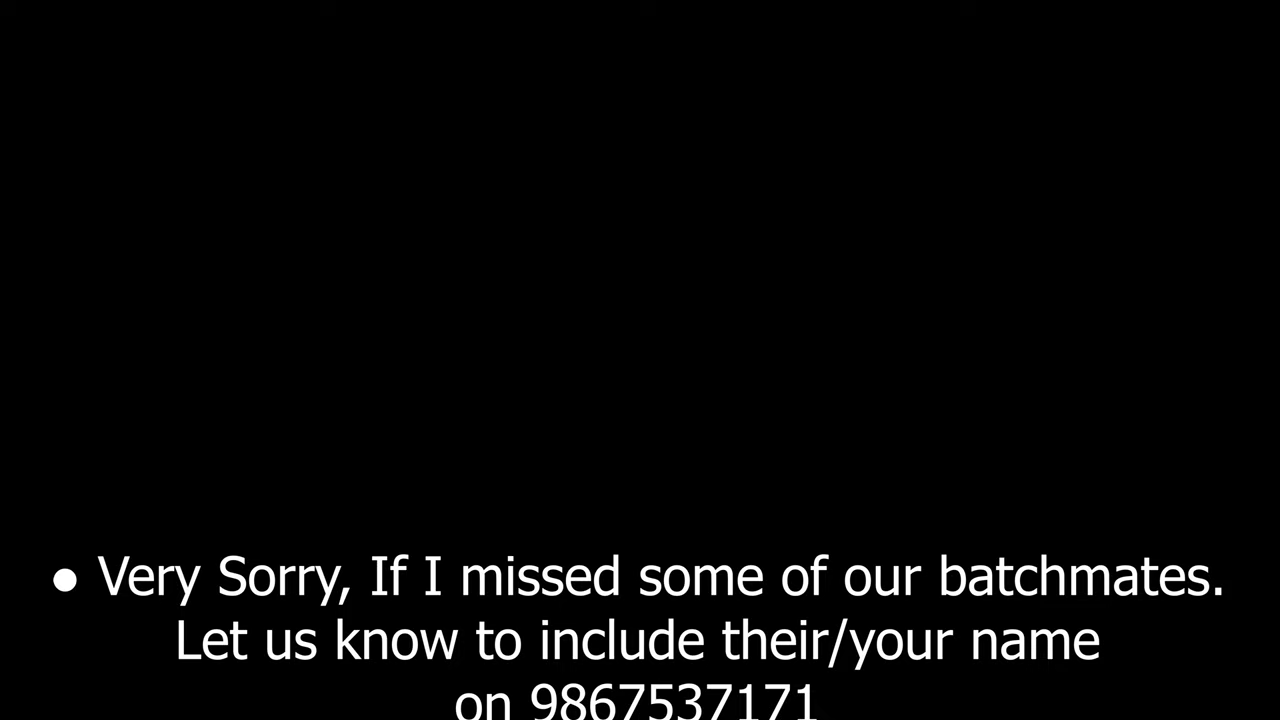 ● Very Sorry, If I missed some of our batchmates.
Let us know to include their/your name
on 9867537171